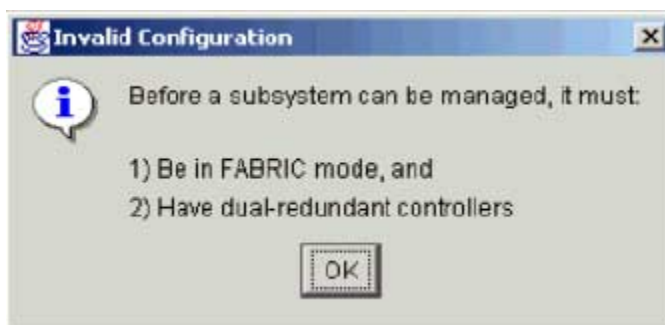 Invalid Configuration
Before a subsystem can be managed, it must:
1) Be in FABRIC mode, and
2) Have dual-redundant controllers
OK